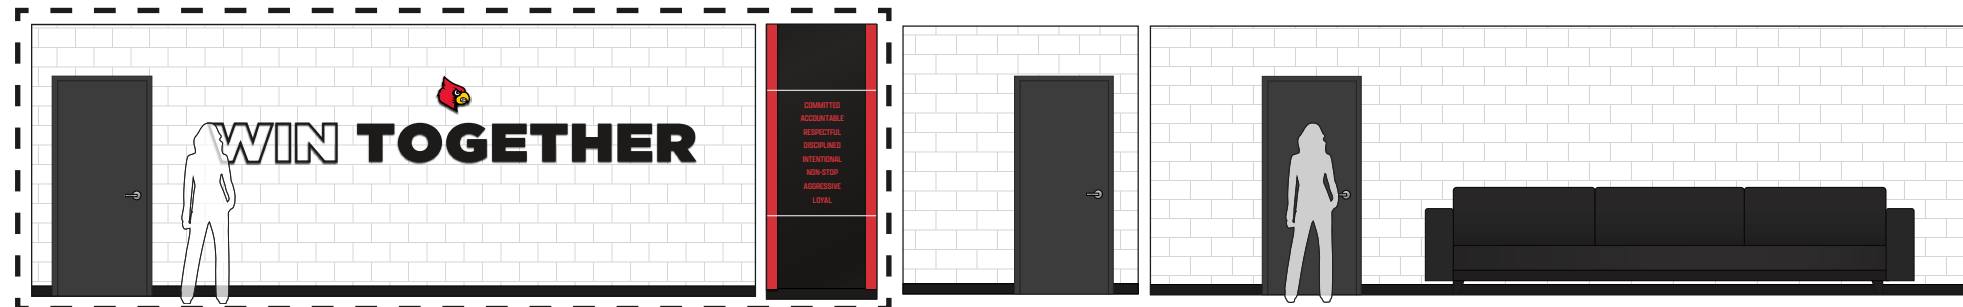 WIN TOGETHER
COMMITTED
ACCOUNTABLE
RESPECTFUL
DISCIPLINED
INTENTIONAL
NON-STOP
AGGRESSIVE
LOYAL